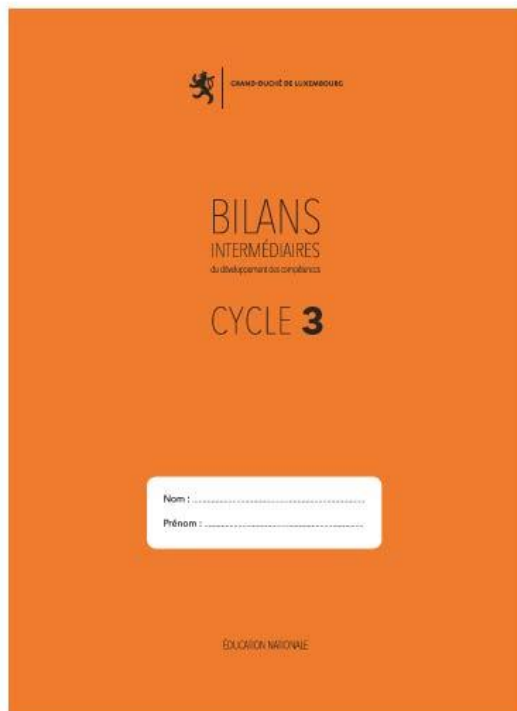 GRAND-DUCHÉ DE LUXEMBOURG
BILANS
INTERMÉDIAIRES
du développement des compétences
CYCLE 3
Nom : ........................................................
Prénom : ....................................................
ÉDUCATION NATIONALE